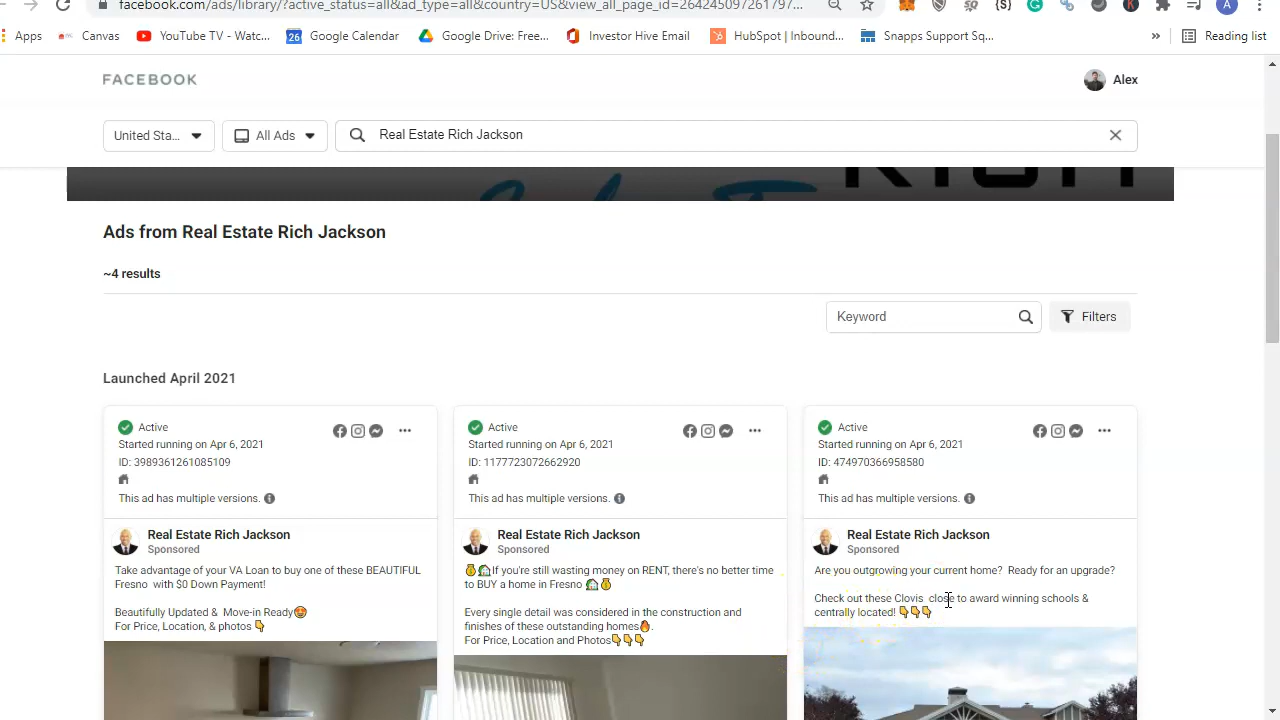 facebook.com/ads/library/?active_status=all&ad_type=all&country=US&view_all_page_id=264245097261797...
Apps
Canvas
YouTube TV - Watc...
26
Google Calendar
Google Drive: Free...
Investor Hive Email
HubSpot | Inbound...
Snapps Support Sq...
»
Reading list
FACEBOOK
Alex
United Sta...
All Ads
Real Estate Rich Jackson
Ads from Real Estate Rich Jackson
~4 results
Keyword
Filters
Launched April 2021
Active
Started running on Apr 6, 2021
ID: 3989361261085109
This ad has multiple versions.
Real Estate Rich Jackson
Sponsored
Take advantage of your VA Loan to buy one of these BEAUTIFUL
Fresno with $0 Down Payment!
Beautifully Updated & Move-in Ready😍
For Price, Location, & photos 👇
Active
Started running on Apr 6, 2021
ID: 1177723072662920
This ad has multiple versions.
Real Estate Rich Jackson
Sponsored
💰🏡If you're still wasting money on RENT, there's no better time
to BUY a home in Fresno 🏡💰
Every single detail was considered in the construction and
finishes of these outstanding homes🔥.
For Price, Location and Photos👇👇👇
Active
Started running on Apr 6, 2021
ID: 474970366958580
This ad has multiple versions.
Real Estate Rich Jackson
Sponsored
Are you outgrowing your current home? Ready for an upgrade?
Check out these Clovis close to award winning schools &
centrally located! 👇👇👇